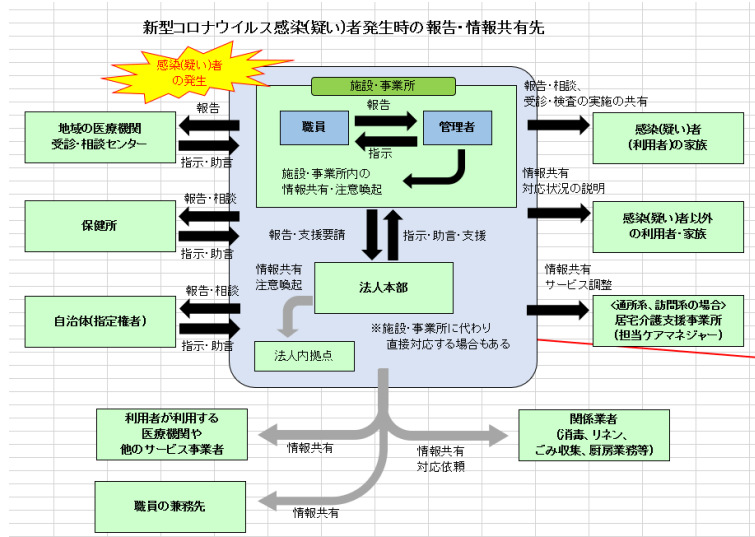 新型コロナウイルス感染(疑い)者発生時の報告・情報共有先
感染(疑い)者
の発生
施設・事業所
報告・相談、
受診・検査の実施の共有
報告
報告
職員
管理者
地域の医療機関
受診・相談センター
感染(疑い)者
(利用者)の家族
指示
指示・助言
施設・事業所内の
情報共有・注意喚起
情報共有
対応状況の説明
報告・相談
保健所
感染(疑い)者以外
の利用者・家族
報告・支援要請
指示・助言・支援
指示・助言
情報共有
注意喚起
情報共有
サービス調整
法人本部
報告・相談
自治体(指定権者)
<通所系、訪問系の場合>
居宅介護支援事業所
(担当ケアマネジャー)
※施設・事業所に代わり
直接対応する場合もある
指示・助言
法人内拠点
利用者が利用する
医療機関や
他のサービス事業者
関係業者
(消毒、リネン、
ごみ収集、厨房業務等)
情報共有
情報共有
対応依頼
職員の兼務先
情報共有